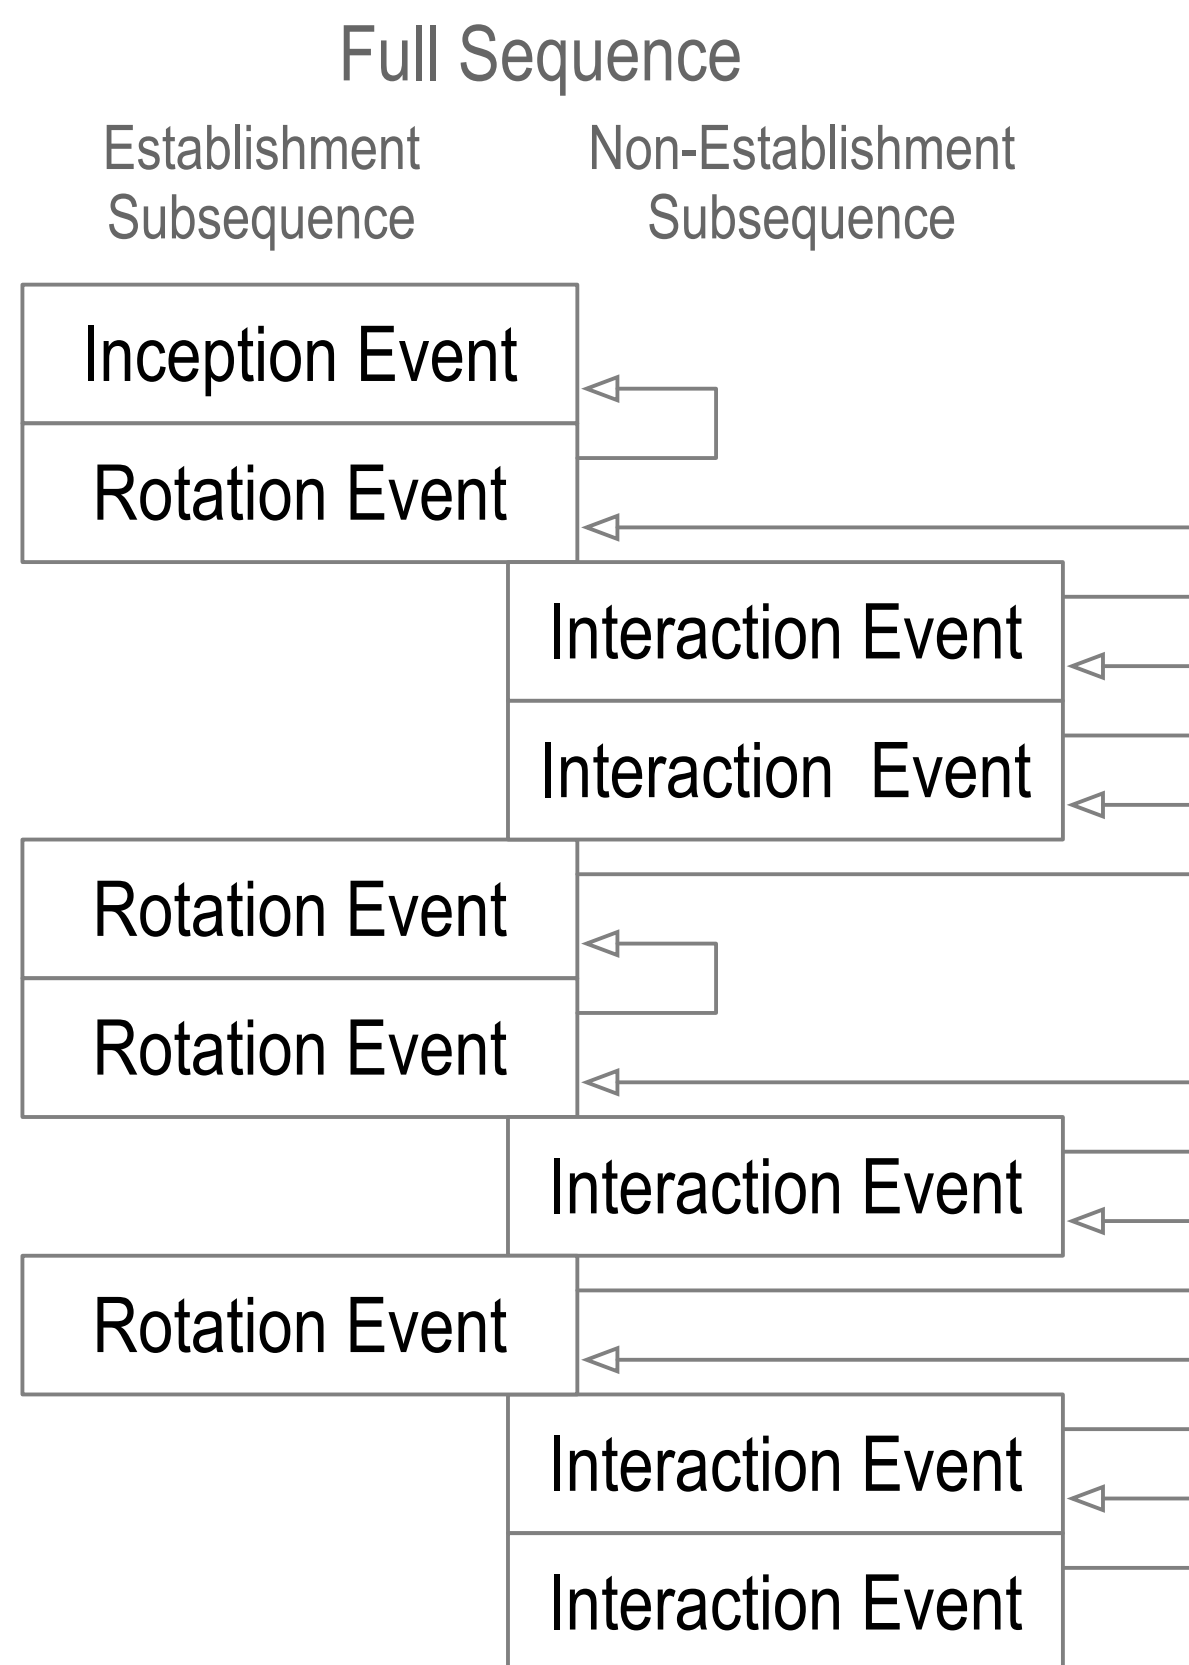 Full Sequence
Establishment
Subsequence
Non-Establishment
Subsequence
Inception Event
Rotation Event
Interaction Event
Interaction  Event
Rotation Event
Rotation Event
Interaction Event
Rotation Event
Interaction Event
Interaction Event